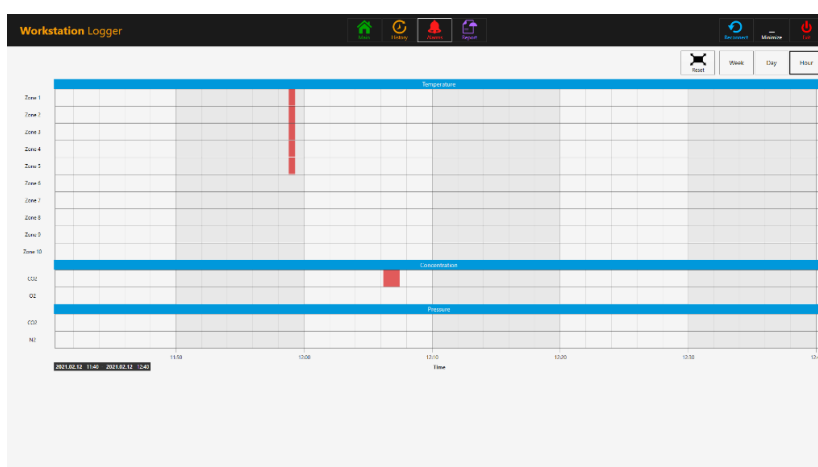 Workstation Logger
Main History Alarms Report Reconnect Minimize Exit
Reset Week Day Hour
Temperature
Zone 1
Zone 2
Zone 3
Zone 4
Zone 5
Zone 6
Zone 7
Zone 8
Zone 9
Zone 10
Concentration
CO2
O2
Pressure
CO2
N2
11:50 12:00 12:10 12:20 12:30
2021.02.12 11:40 2021.02.12 12:40
Time